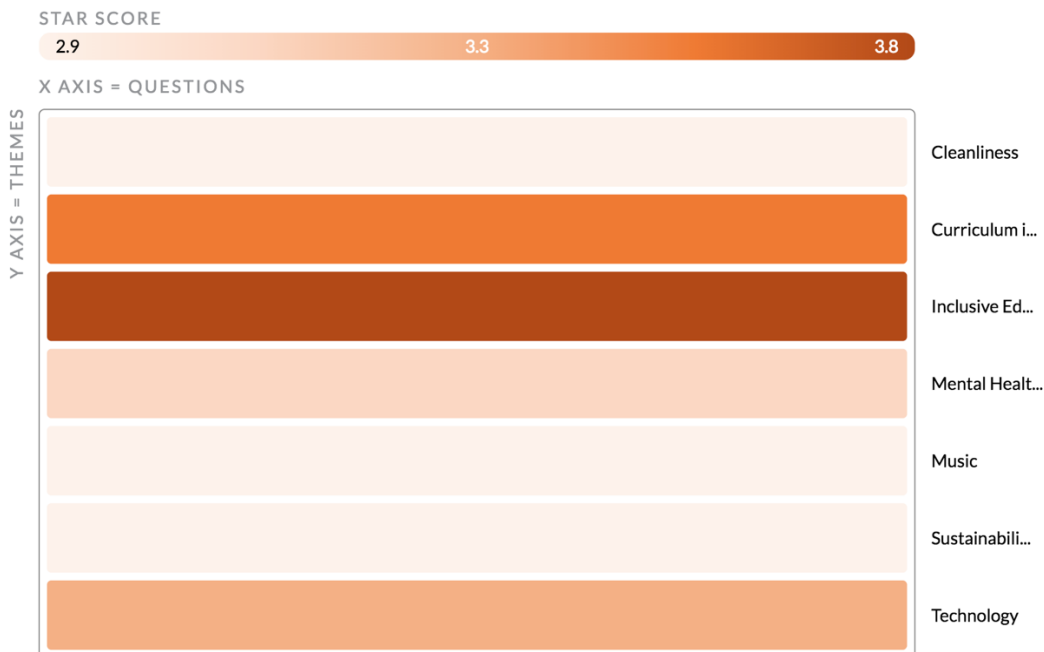 STAR SCORE
2.9 3.3 3.8
X AXIS = QUESTIONS
Y AXIS = THEMES
Cleanliness
Curriculum i...
Inclusive Ed...
Mental Healt...
Music
Sustainabili...
Technology